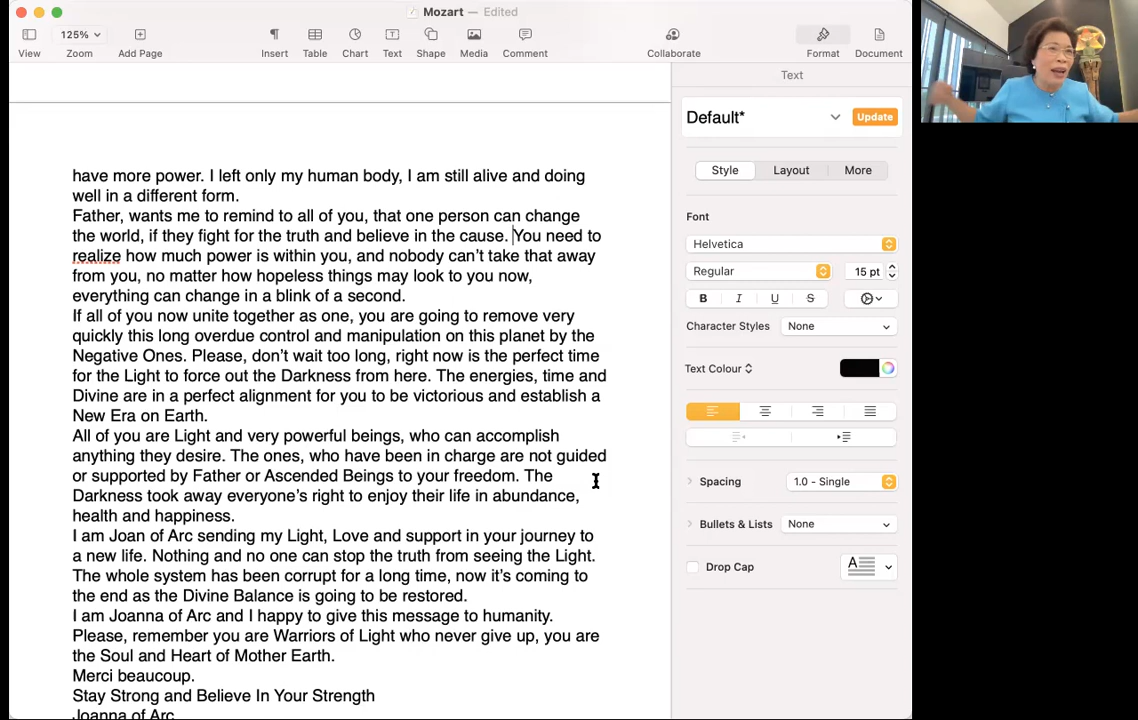 Mozart — Edited
125%
View
Zoom
Add Page
Insert
Table
Chart
Text
Shape
Media
Comment
Collaborate
Format
Document
have more power. I left only my human body, I am still alive and doing
well in a different form.
Father, wants me to remind to all of you, that one person can change
the world, if they fight for the truth and believe in the cause. You need to
realize how much power is within you, and nobody can't take that away
from you, no matter how hopeless things may look to you now,
everything can change in a blink of a second.
If all of you now unite together as one, you are going to remove very
quickly this long overdue control and manipulation on this planet by the
Negative Ones. Please, don't wait too long, right now is the perfect time
for the Light to force out the Darkness from here. The energies, time and
Divine are in a perfect alignment for you to be victorious and establish a
New Era on Earth.
All of you are Light and very powerful beings, who can accomplish
anything they desire. The ones, who have been in charge are not guided
or supported by Father or Ascended Beings to your freedom. The
Darkness took away everyone's right to enjoy their life in abundance,
health and happiness.
I am Joan of Arc sending my Light, Love and support in your journey to
a new life. Nothing and no one can stop the truth from seeing the Light.
The whole system has been corrupt for a long time, now it's coming to
the end as the Divine Balance is going to be restored.
I am Joanna of Arc and I happy to give this message to humanity.
Please, remember you are Warriors of Light who never give up, you are
the Soul and Heart of Mother Earth.
Merci beaucoup.
Stay Strong and Believe In Your Strength
Joanna of Arc
Text
Default*
Update
Style
Layout
More
Font
Helvetica
Regular
15 pt
B
I
U
S
Character Styles
None
Text Colour
Spacing
1.0 - Single
Bullets & Lists
None
Drop Cap
A